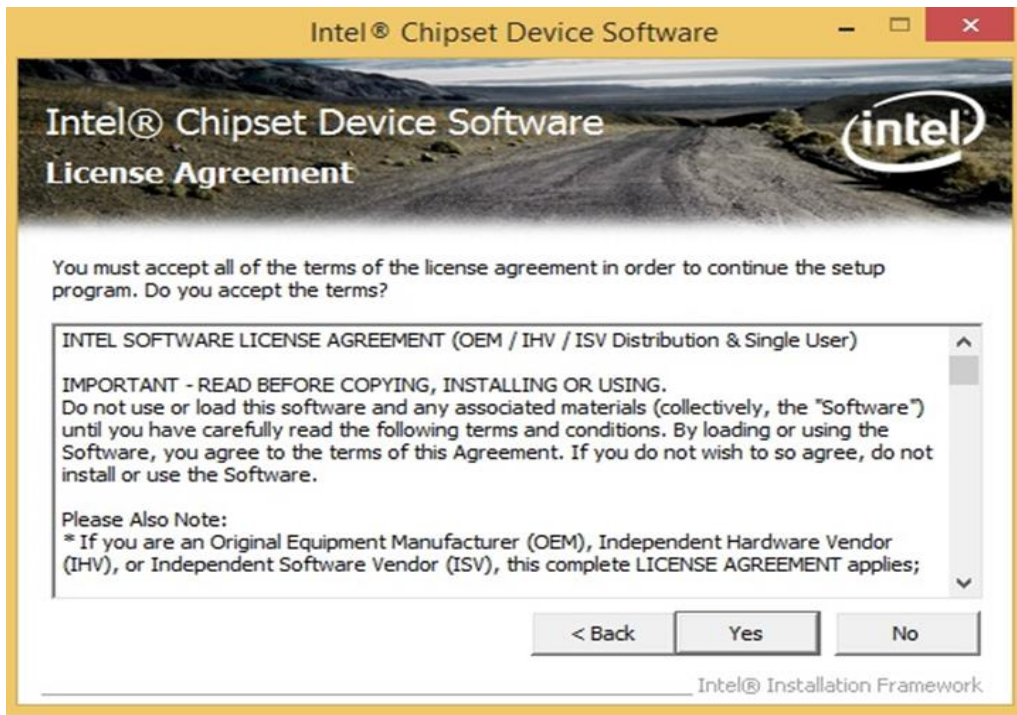 Intel® Chipset Device Software
Intel® Chipset Device Software
intel
License Agreement
You must accept all of the terms of the license agreement in order to continue the setup
program. Do you accept the terms?
INTEL SOFTWARE LICENSE AGREEMENT (OEM / IHV / ISV Distribution & Single User)
IMPORTANT - READ BEFORE COPYING, INSTALLING OR USING.
Do not use or load this software and any associated materials (collectively, the "Software")
until you have carefully read the following terms and conditions. By loading or using the
Software, you agree to the terms of this Agreement. If you do not wish to so agree, do not
install or use the Software.
Please Also Note:
* If you are an Original Equipment Manufacturer (OEM), Independent Hardware Vendor
(IHV), or Independent Software Vendor (ISV), this complete LICENSE AGREEMENT applies;
< Back Yes No
Intel® Installation Framework